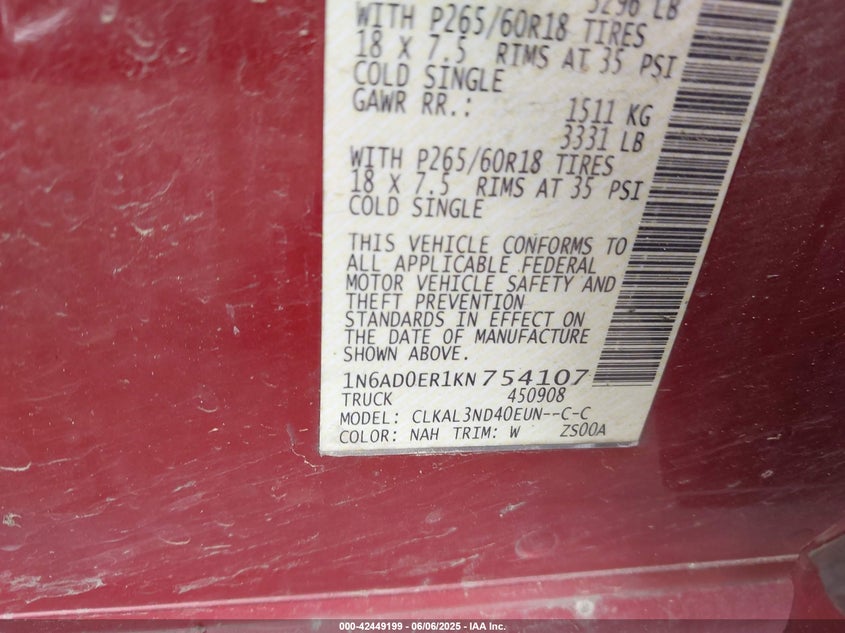 3296 LB
WITH P265/60R18 TIRES
18 X 7.5 RIMS AT 35 PSI
COLD SINGLE
GAWR RR.: 1511 KG
3331 LB
WITH P265/60R18 TIRES
18 X 7.5 RIMS AT 35 PSI
COLD SINGLE
THIS VEHICLE CONFORMS TO
ALL APPLICABLE FEDERAL
MOTOR VEHICLE SAFETY AND
THEFT PREVENTION
STANDARDS IN EFFECT ON
THE DATE OF MANUFACTURE
SHOWN ABOVE.
1N6AD0ER1KN754107
TRUCK 450908
MODEL: CLKAL3ND40EUN--C-C
COLOR: NAH TRIM: W ZS00A
000-42449199 | 06/06/2025 - IAA Inc.